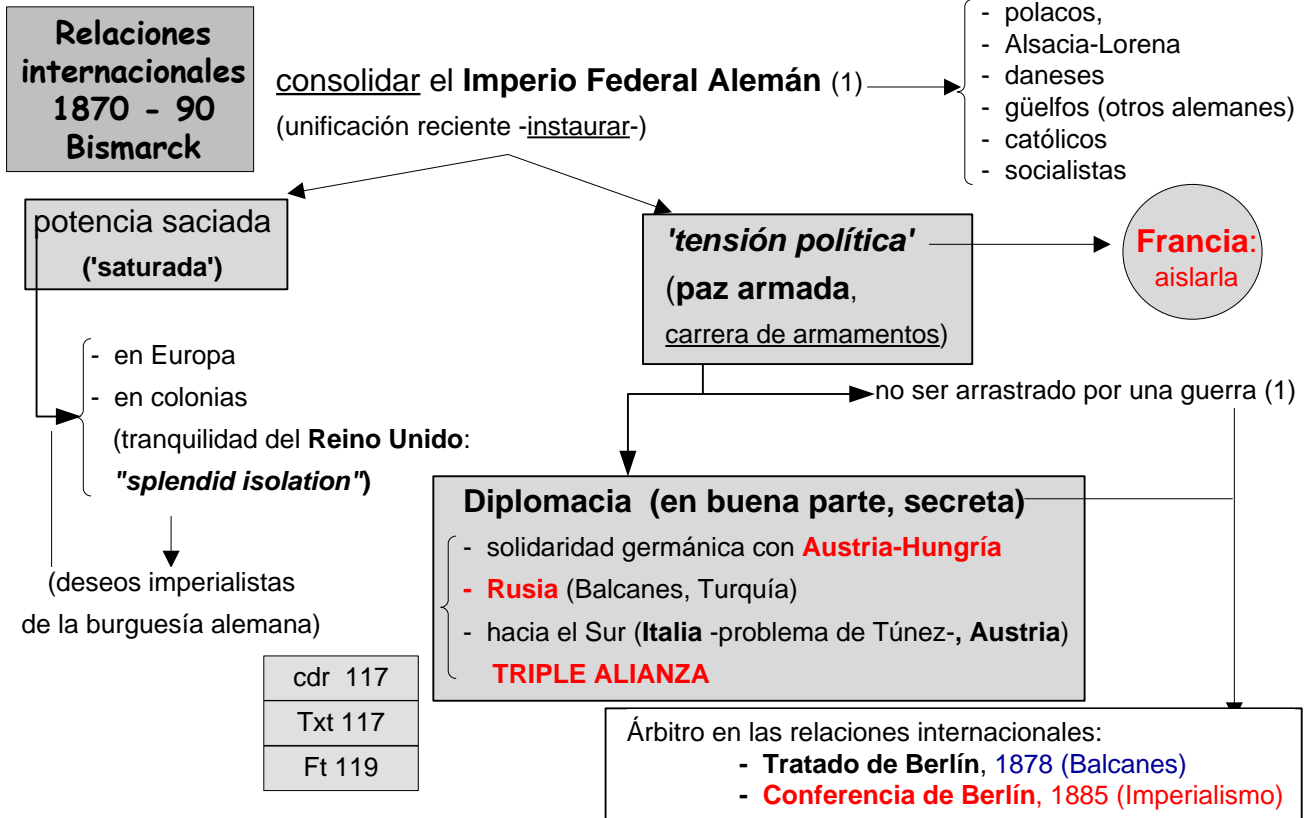 Relaciones
internacionales
1870 - 90
Bismarck
consolidar el Imperio Federal Alemán (1)
(unificación reciente -instaurar-)
- polacos,
- Alsacia-Lorena
- daneses
- güelfos (otros alemanes)
- católicos
- socialistas
potencia saciada
('saturada')
'tensión política'
(paz armada,
carrera de armamentos)
Francia:
aislarla
- en Europa
- en colonias
(tranquilidad del Reino Unido:
"splendid isolation")
no ser arrastrado por una guerra (1)
(deseos imperialistas
de la burguesía alemana)
Diplomacia (en buena parte, secreta)
- solidaridad germánica con Austria-Hungría
- Rusia (Balcanes, Turquía)
- hacia el Sur (Italia -problema de Túnez-, Austria)
TRIPLE ALIANZA
cdr 117
Txt 117
Ft 119
Árbitro en las relaciones internacionales:
- Tratado de Berlín, 1878 (Balcanes)
- Conferencia de Berlín, 1885 (Imperialismo)